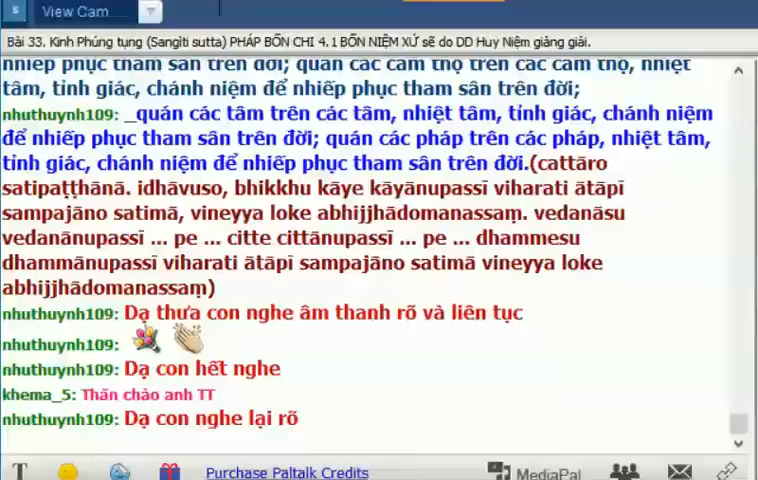 View Cam
Bài 33. Kinh Phúng tụng (Sangiti sutta) PHÁP BỐN CHI 4.1 BỐN NIỆM XỨ sẽ do DD Huy Niệm giảng giải.
nhiếp phục tham sân trên đời; quán các cảm thọ trên các cảm thọ, nhiệt
tâm, tỉnh giác, chánh niệm để nhiếp phục tham sân trên đời;
nhuthuynh109: _quán các tâm trên các tâm, nhiệt tâm, tỉnh giác, chánh niệm
để nhiếp phục tham sân trên đời; quán các pháp trên các pháp, nhiệt tâm,
tỉnh giác, chánh niệm để nhiếp phục tham sân trên đời.(cattāro
satipaṭṭhānā. idhāvuso, bhikkhu kāye kāyānupassī viharati ātāpī
sampajāno satimā, vineyya loke abhijjhādomanassaṃ. vedanāsu
vedanānupassī ... pe ... citte cittānupassī ... pe ... dhammesu
dhammānupassī viharati ātāpī sampajāno satimā vineyya loke
abhijjhādomanassaṃ)
nhuthuynh109: Dạ thưa con nghe âm thanh rõ và liên tục
nhuthuynh109:
nhuthuynh109: Dạ con hết nghe
khema_5: Thân chào anh TT
nhuthuynh109: Dạ con nghe lại rõ
T Purchase Paltalk Credits MediaPal